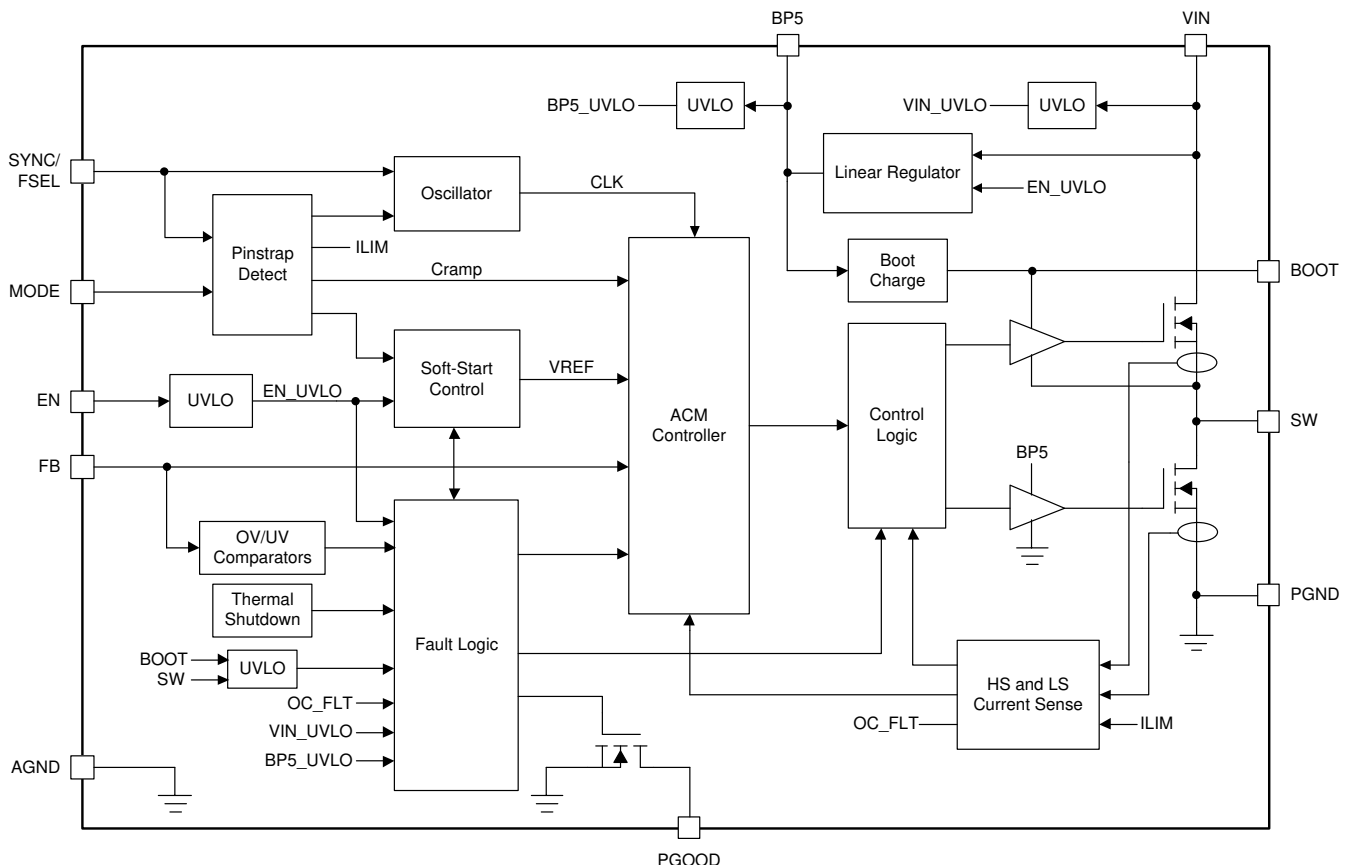 BP5
VIN
BP5_UVLO
UVLO
VIN_UVLO
UVLO
SYNC/
FSEL
Oscillator
CLK
Linear Regulator
EN_UVLO
Pinstrap
Detect
ILIM
Cramp
Boot
Charge
BOOT
MODE
Soft-Start
Control
VREF
EN
UVLO
EN_UVLO
ACM
Controller
Control
Logic
SW
FB
BP5
OV/UV
Comparators
Thermal
Shutdown
PGND
Fault Logic
BOOT
SW
UVLO
HS and LS
Current Sense
OC_FLT
OC_FLT
ILIM
VIN_UVLO
BP5_UVLO
AGND
PGOOD